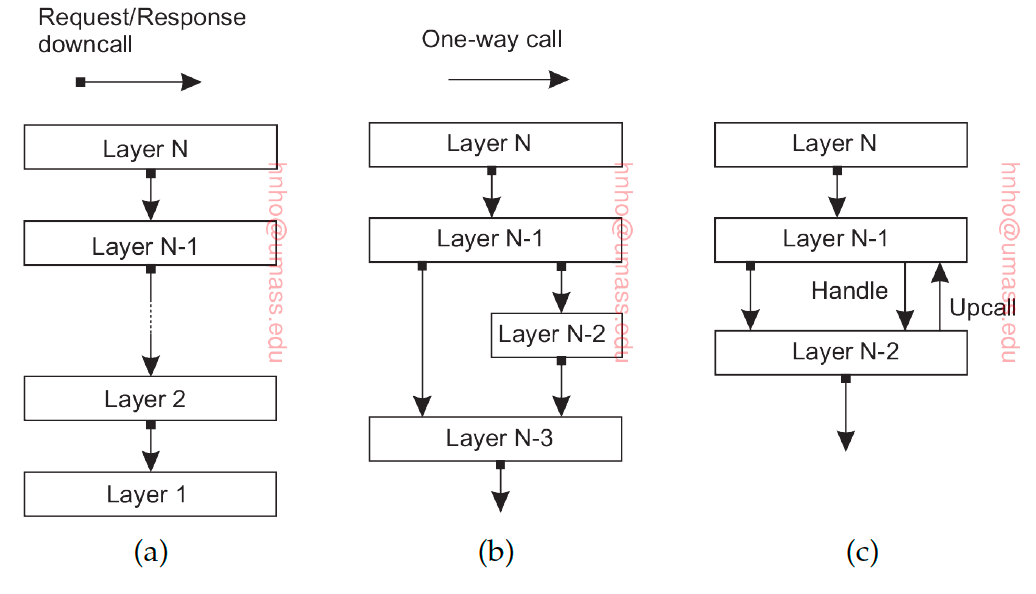 Request/Response
downcall
One-way call
Layer N
Layer N-1
Layer 2
Layer 1
(a)
Layer N
Layer N-1
Layer N-2
Layer N-3
(b)
Layer N
Layer N-1
Handle
Upcall
Layer N-2
(c)
hnho@umass.edu
hnho@umass.edu
hnho@umass.edu